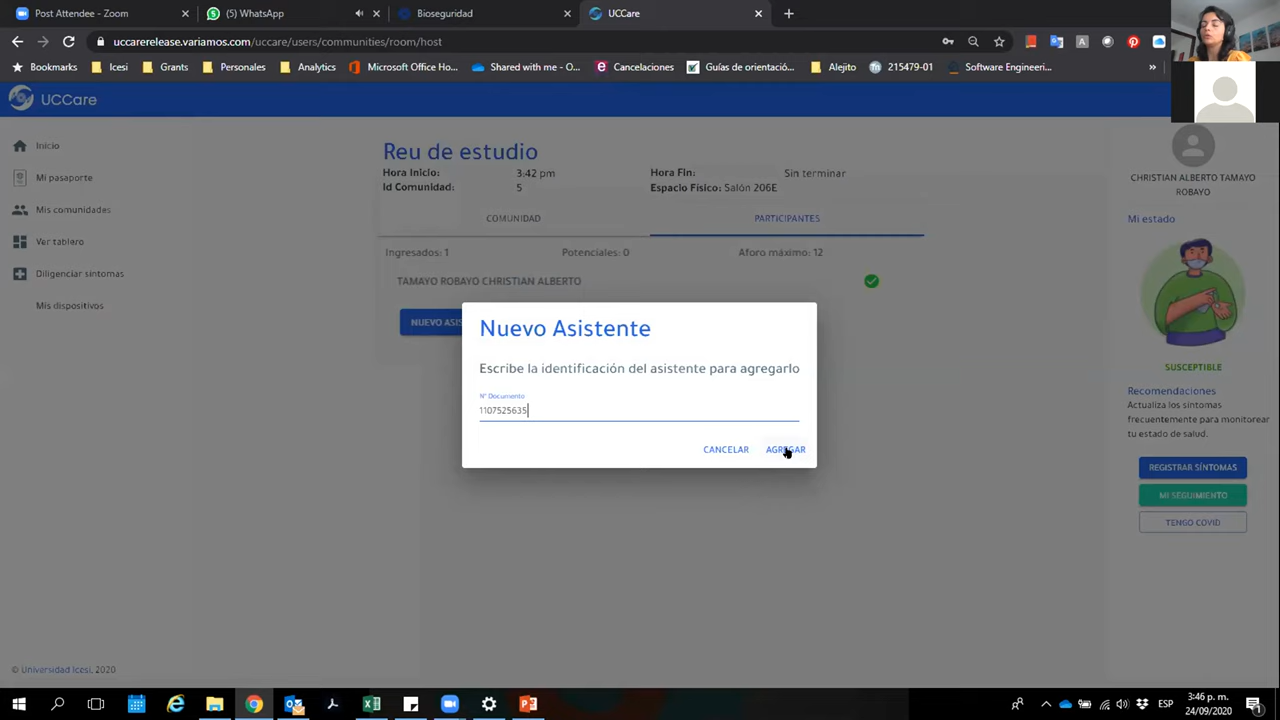 Post Attendee - Zoom
(5) WhatsApp
Bioseguridad
UCCare
uccarerelease.variamos.com/uccare/users/communities/room/host
Bookmarks
Icesi
Grants
Personales
Analytics
Microsoft Office Ho...
Shared with me - O...
Cancelaciones
Guías de orientació...
Alejito
215479-01
Software Engineeri...
UCCare
Inicio
Mi pasaporte
Mis comunidades
Ver tablero
Diligenciar síntomas
Mis dispositivos
Reu de estudio
Hora Inicio: 3:42 pm
Hora Fin: Sin terminar
Id Comunidad: 5
Espacio Físico: Salón 206E
COMUNIDAD
PARTICIPANTES
Ingresados: 1
Potenciales: 0
Aforo máximo: 12
TAMAYO ROBAYO CHRISTIAN ALBERTO
NUEVO ASIS
Nuevo Asistente
Escribe la identificación del asistente para agregarlo
N° Documento
1107525635
CANCELAR
AGREGAR
CHRISTIAN ALBERTO TAMAYO
ROBAYO
Mi estado
SUSCEPTIBLE
Recomendaciones
Actualiza los síntomas
frecuentemente para monitorear
tu estado de salud.
REGISTRAR SÍNTOMAS
MI SEGUIMIENTO
TENGO COVID
© Universidad Icesi, 2020
ESP
3:46 p. m.
24/09/2020
1